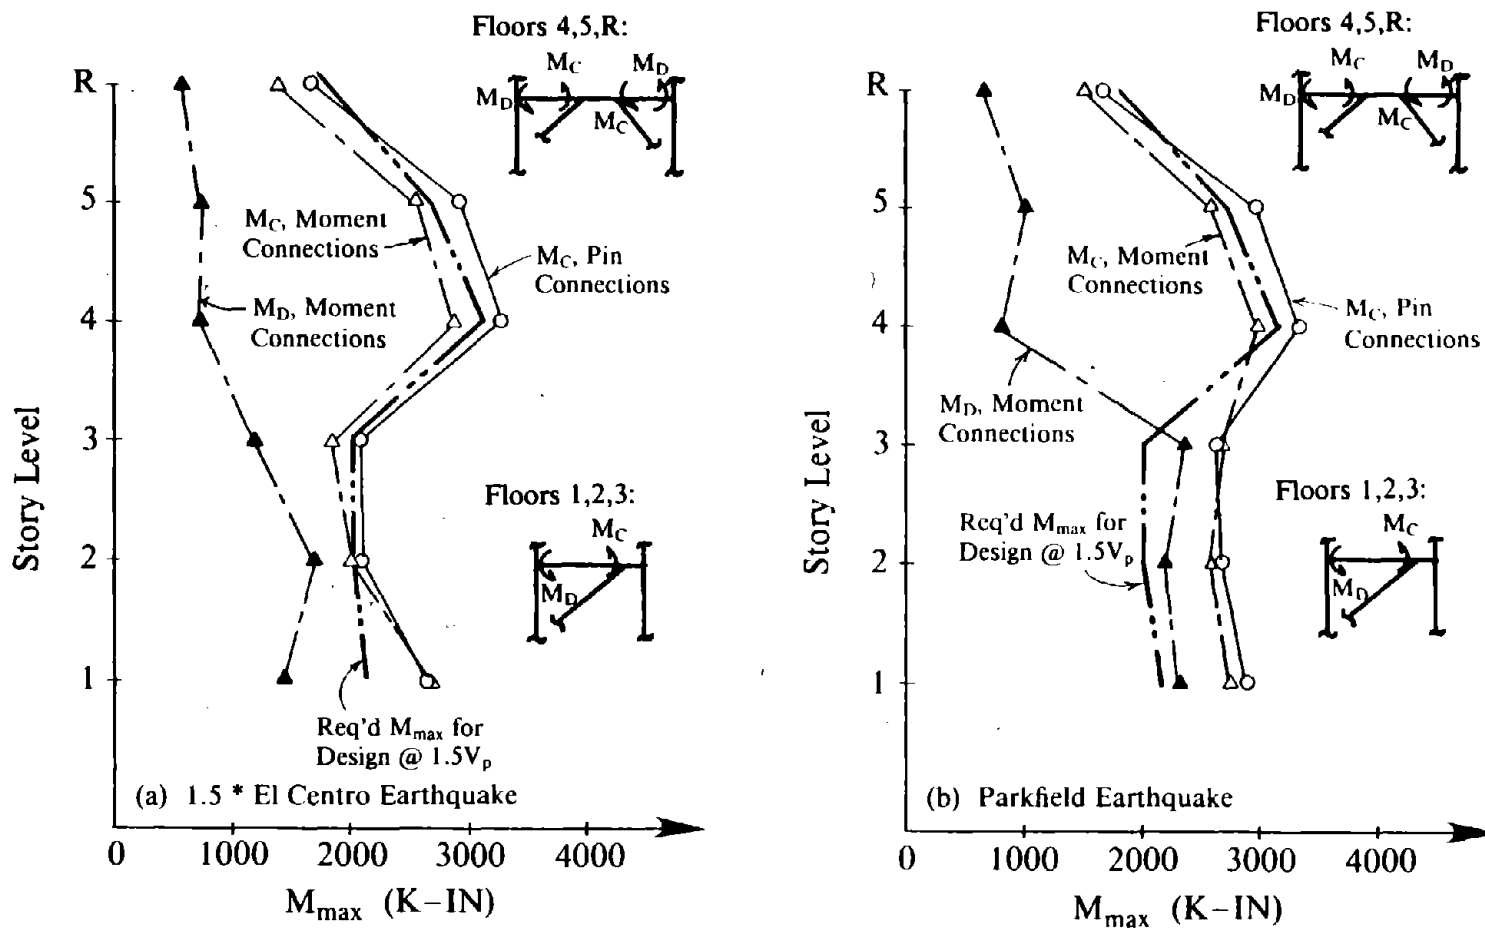 Floors 4,5,R:
M_C
M_D
M_D
M_C
R
5
4
3
2
1
Story Level
M_C, Moment
Connections
M_C, Pin
Connections
M_D, Moment
Connections
Floors 1,2,3:
M_C
M_D
Req'd M_max for
Design @ 1.5V_p
(a) 1.5 * El Centro Earthquake
0 1000 2000 3000 4000
M_max (K-IN)
Floors 4,5,R:
M_C
M_D
M_D
M_C
R
5
4
3
2
1
Story Level
M_C, Moment
Connections
M_C, Pin
Connections
M_D, Moment
Connections
Floors 1,2,3:
Req'd M_max for
Design @ 1.5V_p
M_C
M_D
(b) Parkfield Earthquake
0 1000 2000 3000 4000
M_max (K-IN)